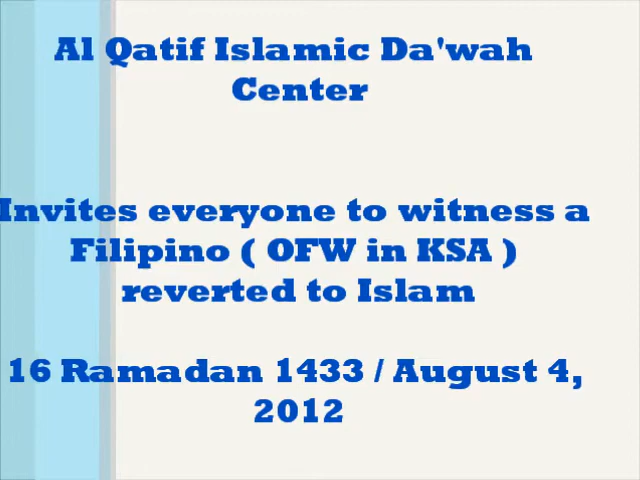 Al Qatif Islamic Da'wah
Center
Invites everyone to witness a
Filipino ( OFW in KSA )
reverted to Islam
16 Ramadan 1433 / August 4,
2012